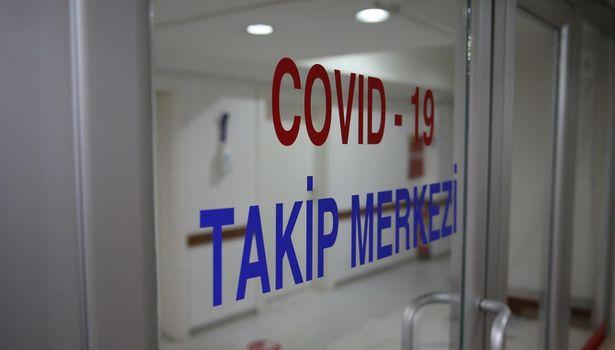 COVID - 19
TAKİP MERKEZİ